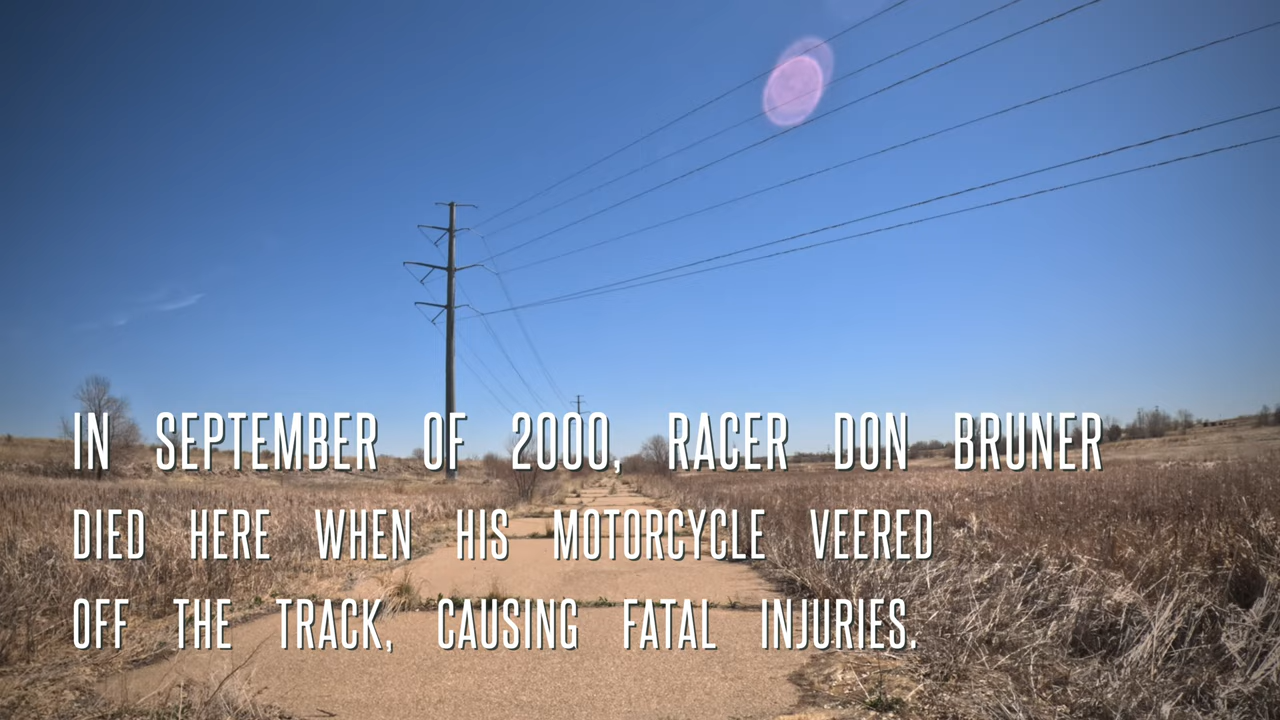 IN SEPTEMBER OF 2000, RACER DON BRUNER
DIED HERE WHEN HIS MOTORCYCLE VEERED
OFF THE TRACK, CAUSING FATAL INJURIES.